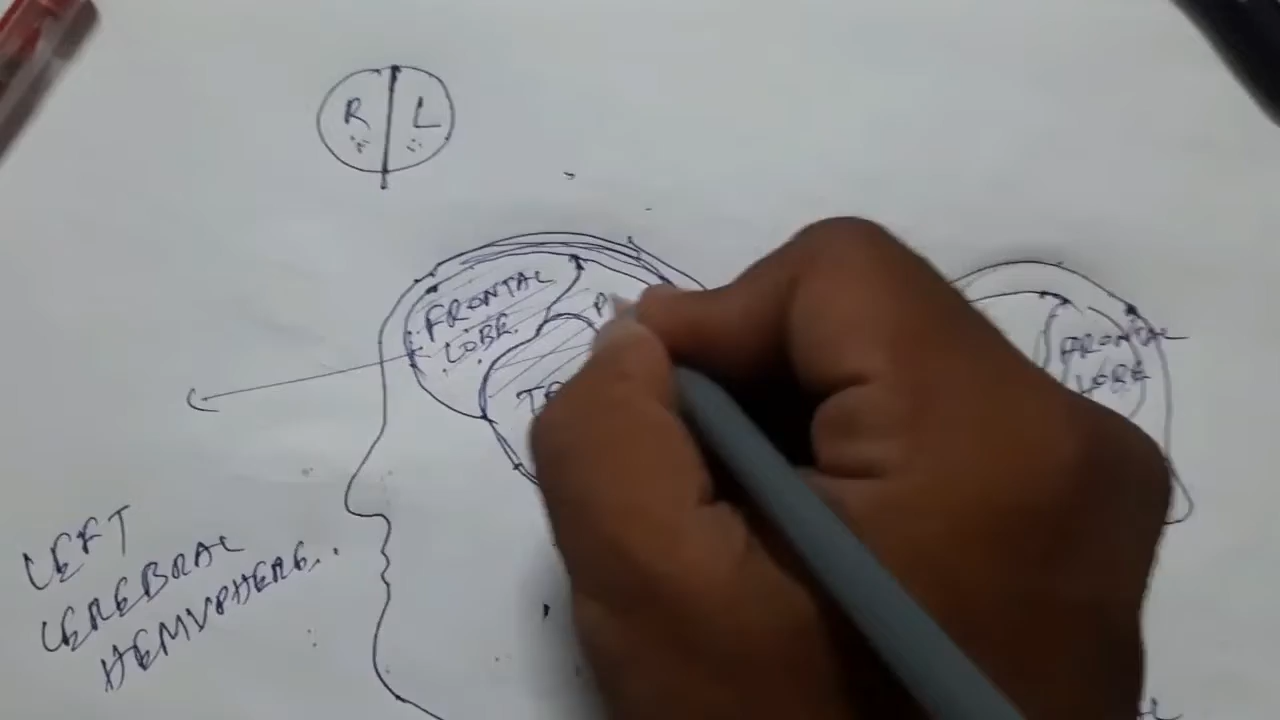 R L
FRONTAL
LOBE
P
FRONTAL
LOBE
LEFT
CEREBRAL
HEMVPHERE..